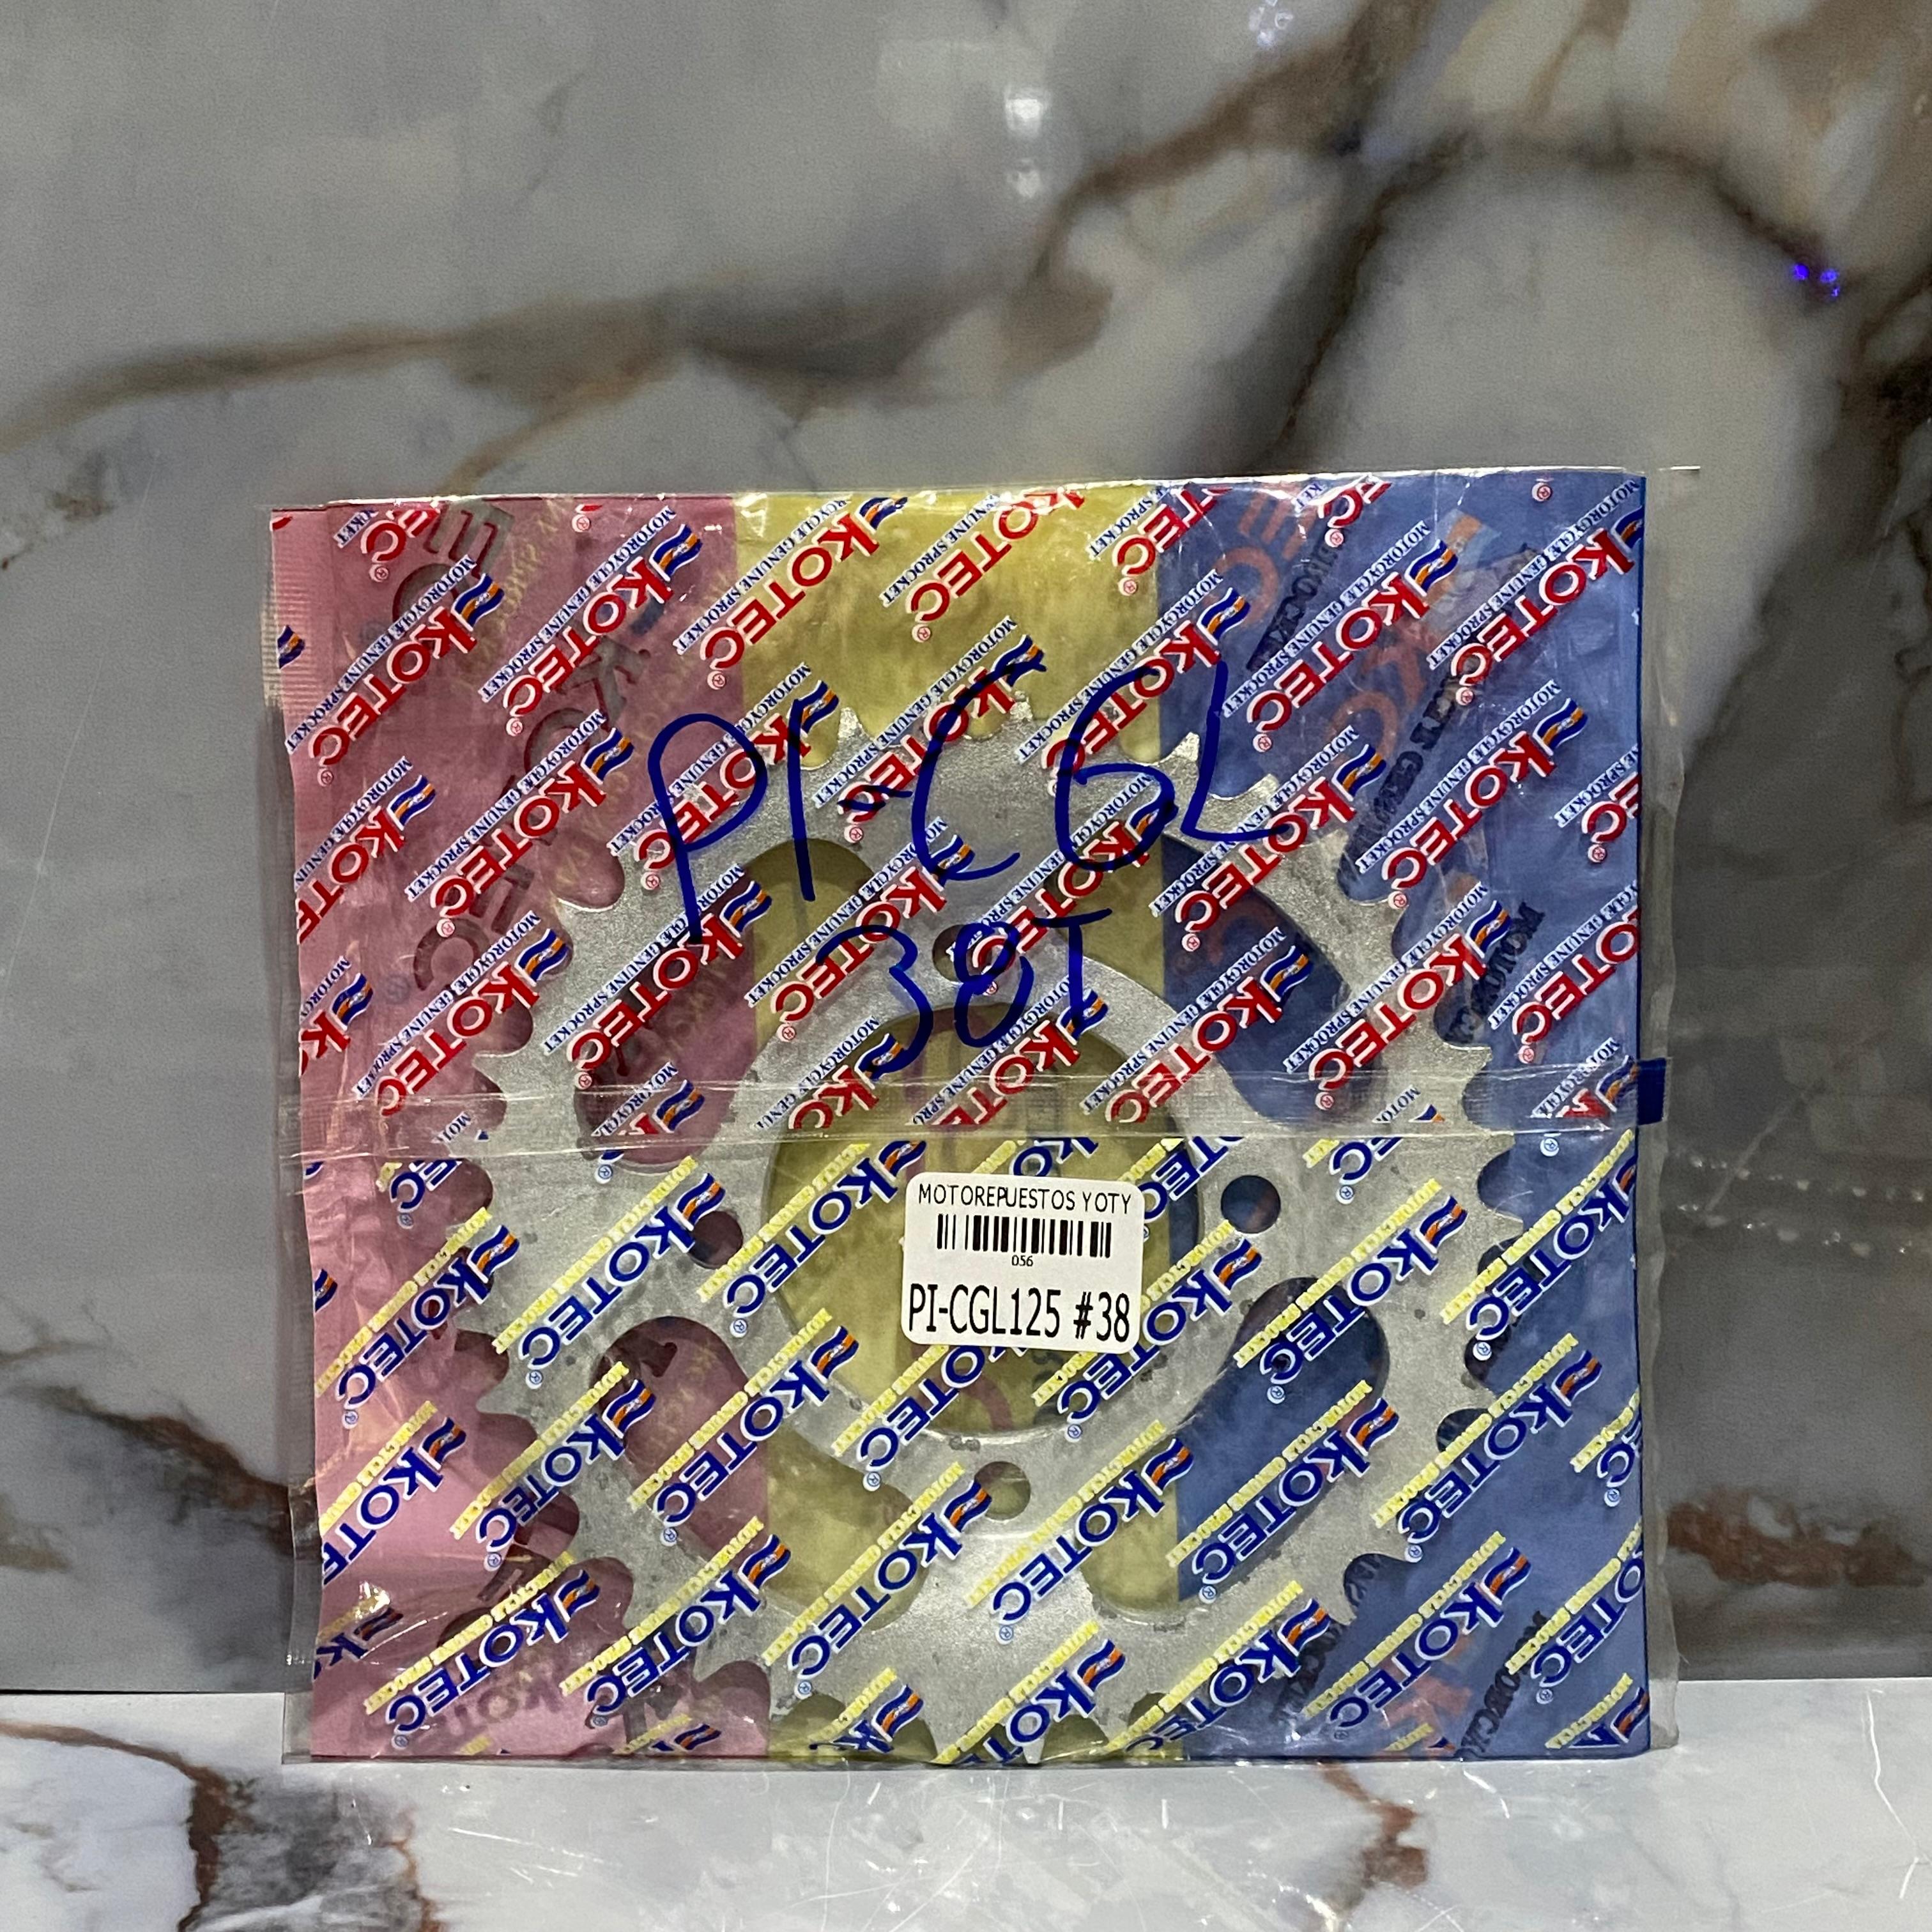 PI-CGL
38T
MOTOREPUESTOS YOTY
056
PI-CGL125 #38
KOTEC
MOTORCYCLE GENUINE SPROCKET